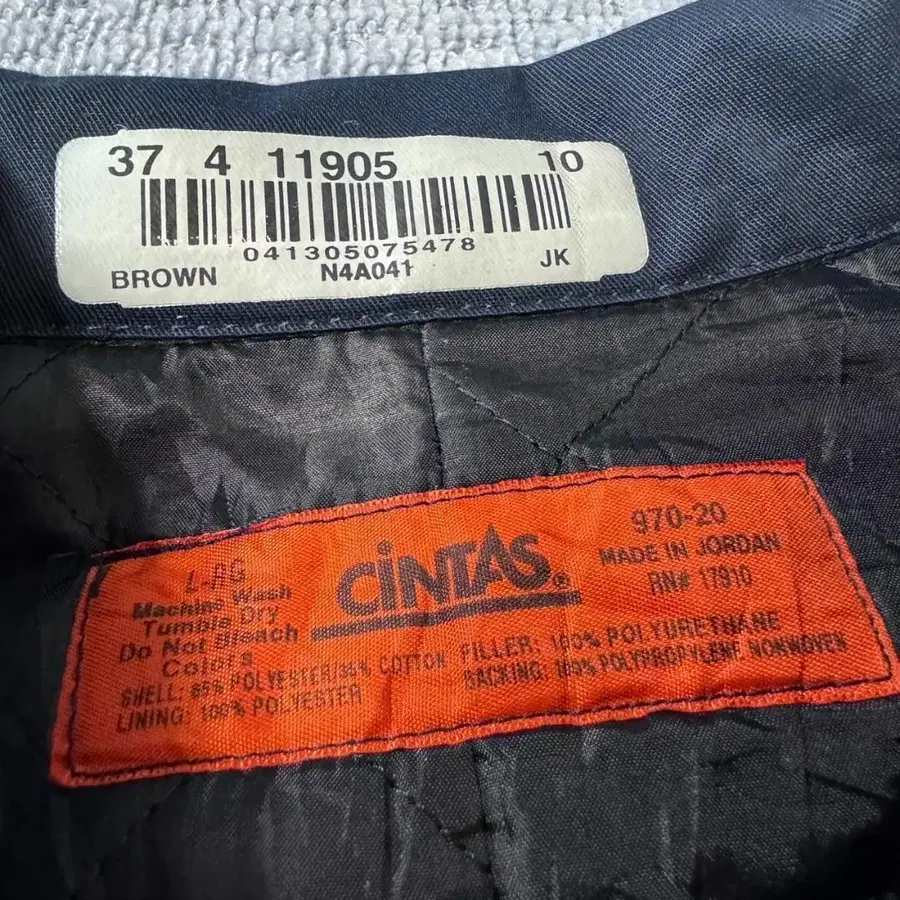 37 4 11905 10
041305075478
BROWN N4A041 JK
L-RG
Machine Wash
Tumble Dry
Do Not Bleach
Colors
CINTAS®
970-20
MADE IN JORDAN
RN# 17910
SHELL: 65% POLYESTER/35% COTTON
LINING: 100% POLYESTER
FILLER: 100% POLYURETHANE
BACKING: 100% POLYPROPYLENE NONWOVEN